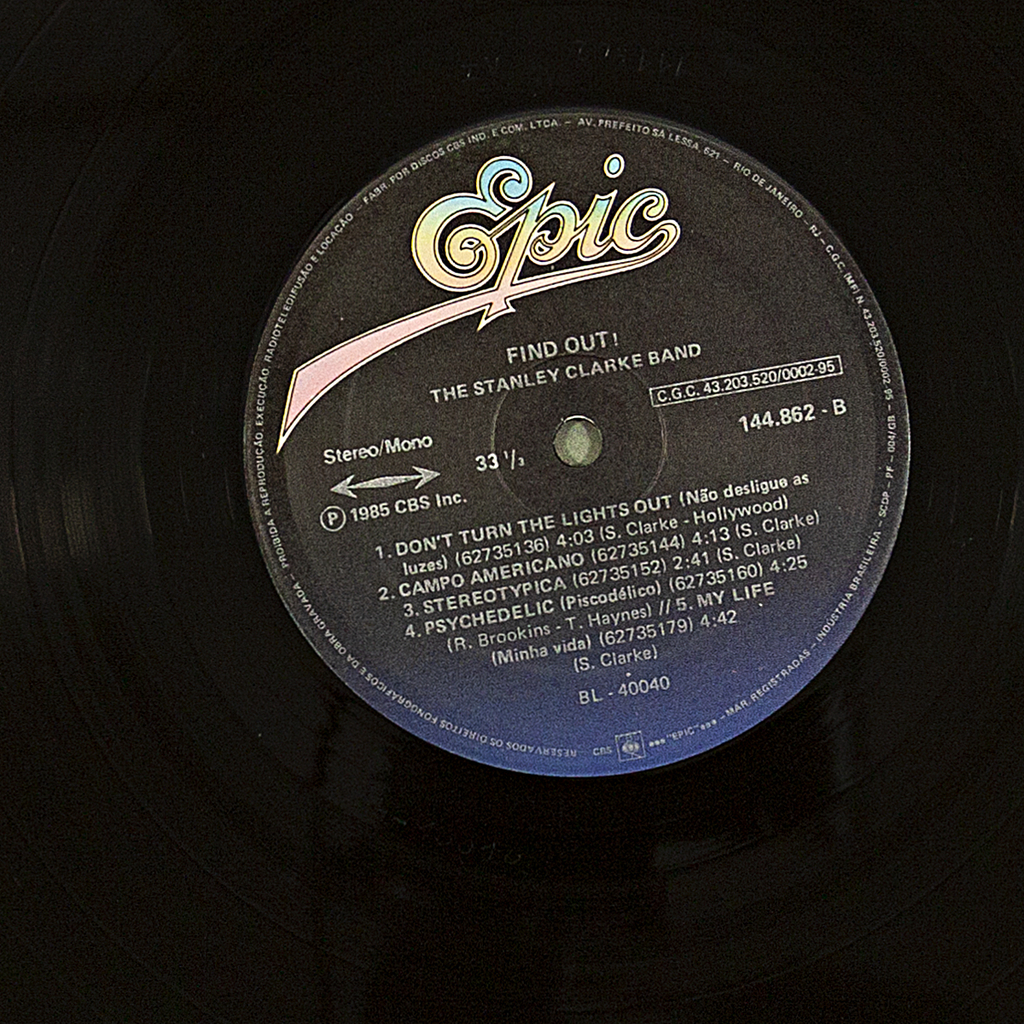 Epic
FIND OUT!
THE STANLEY CLARKE BAND
C.G.C. 43.203.520/0002-95
144.862 - B
Stereo/Mono
33 1/3
Ⓟ 1985 CBS Inc.
1. DON'T TURN THE LIGHTS OUT (Não desligue as
luzes) (62735136) 4:03 (S. Clarke - Hollywood)
2. CAMPO AMERICANO (62735144) 4:13 (S. Clarke)
3. STEREOTYPICA (62735152) 2:41 (S. Clarke)
4. PSYCHEDELIC (Piscodélico) (62735160) 4:25
(R. Brookins - T. Haynes) // 5. MY LIFE
(Minha vida) (62735179) 4:42
(S. Clarke)
BL - 40040
RESERVADOS OS DIREITOS FONOGRÁFICOS E DA OBRA GRAVADA – PROIBIDA A REPRODUÇÃO, EXECUÇÃO, RADIOTELEDIFUSÃO E LOCAÇÃO – FABR. POR DISCOS CBS IND. E COM. LTDA. – AV. PREFEITO SÁ LESSA, 621 – RIO DE JANEIRO – RJ – C.G.C. (MF) N. 43.203.520/0002-95 – SCDP – PF – 004/GB – INDÚSTRIA BRASILEIRA
CBS "EPIC" MAR. REGISTRADAS